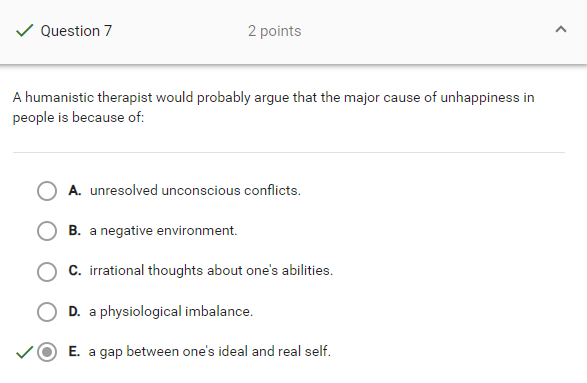 Question 7 2 points
A humanistic therapist would probably argue that the major cause of unhappiness in
people is because of:
A. unresolved unconscious conflicts.
B. a negative environment.
C. irrational thoughts about one's abilities.
D. a physiological imbalance.
E. a gap between one's ideal and real self.